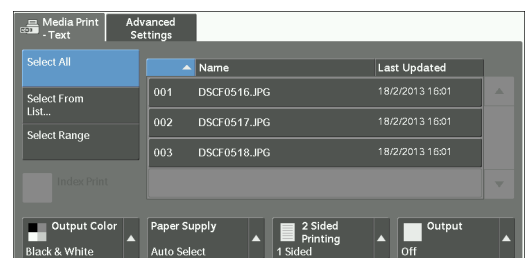 Media Print
- Text
Advanced
Settings
Select All
Select From
List...
Select Range
Index Print
Name
Last Updated
001 DSCF0516.JPG 18/2/2013 16:01
002 DSCF0517.JPG 18/2/2013 16:01
003 DSCF0518.JPG 18/2/2013 16:01
Output Color
Black & White
Paper Supply
Auto Select
2 Sided
Printing
1 Sided
Output
Off